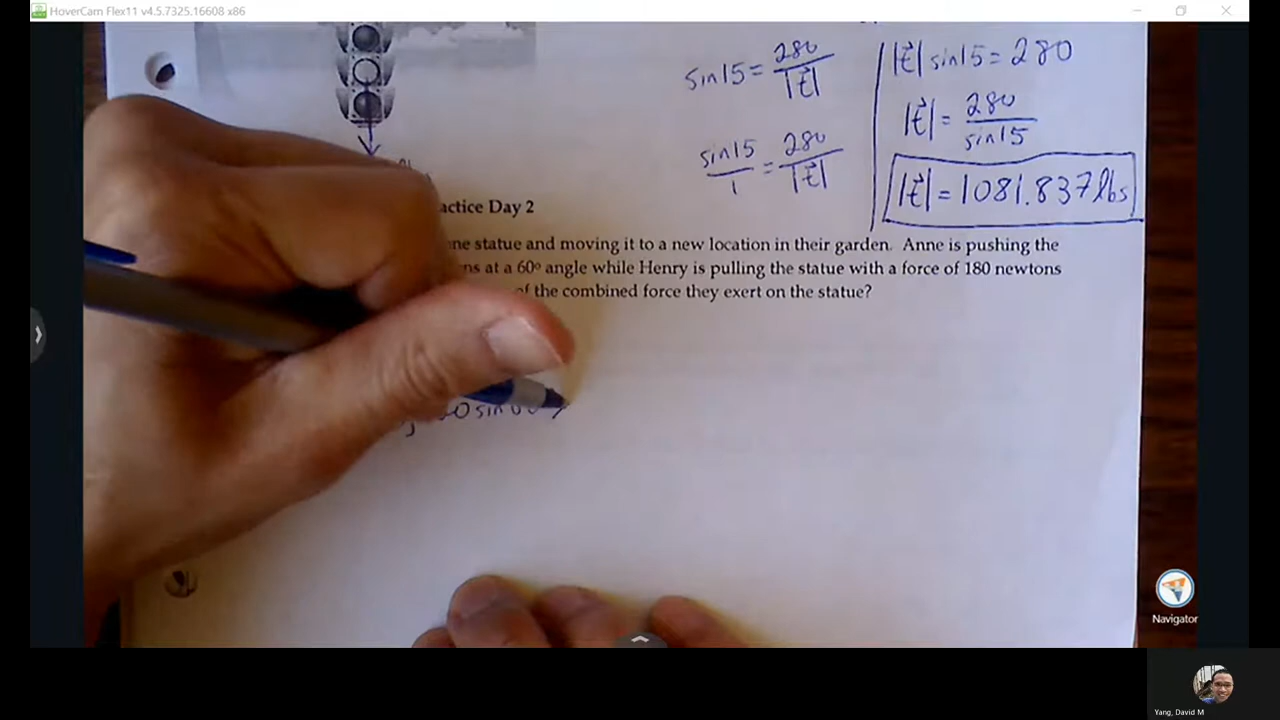 HoverCam Flex11 v4.5.7325.16608 x86
sin15 = 280 / |t⃗|
sin15 / 1 = 280 / |t⃗|
|t⃗| sin15 = 280
|t⃗| = 280 / sin15
|t⃗| = 1081.837 lbs
actice Day 2
ne statue and moving it to a new location in their garden. Anne is pushing the
ns at a 60° angle while Henry is pulling the statue with a force of 180 newtons
of the combined force they exert on the statue?
0 sin 60
Navigator
Yang, David M